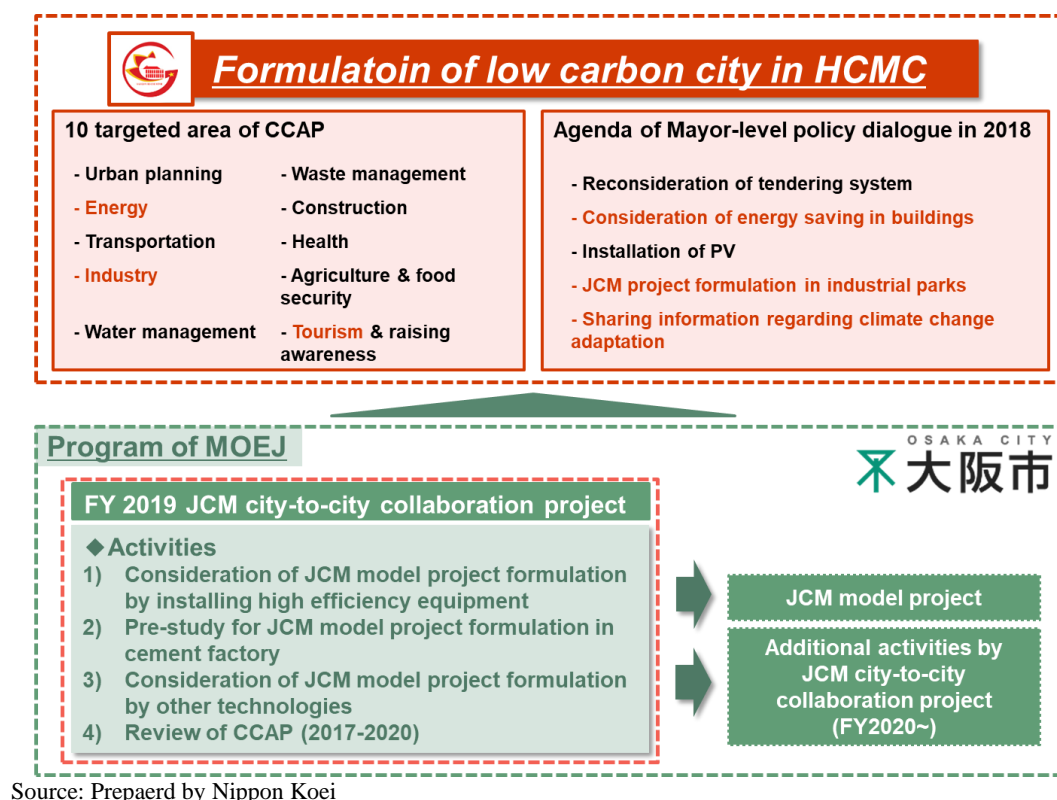 Formulatoin of low carbon city in HCMC
10 targeted area of CCAP
- Urban planning
- Energy
- Transportation
- Industry
- Water management
- Waste management
- Construction
- Health
- Agriculture & food
security
- Tourism & raising
awareness
Agenda of Mayor-level policy dialogue in 2018
- Reconsideration of tendering system
- Consideration of energy saving in buildings
- Installation of PV
- JCM project formulation in industrial parks
- Sharing information regarding climate change
adaptation
Program of MOEJ
OSAKA CITY
大阪市
FY 2019 JCM city-to-city collaboration project
◆Activities
1) Consideration of JCM model project formulation
by installing high efficiency equipment
2) Pre-study for JCM model project formulation in
cement factory
3) Consideration of JCM model project formulation
by other technologies
4) Review of CCAP (2017-2020)
JCM model project
Additional activities by
JCM city-to-city
collaboration project
(FY2020~)
Source: Prepaerd by Nippon Koei